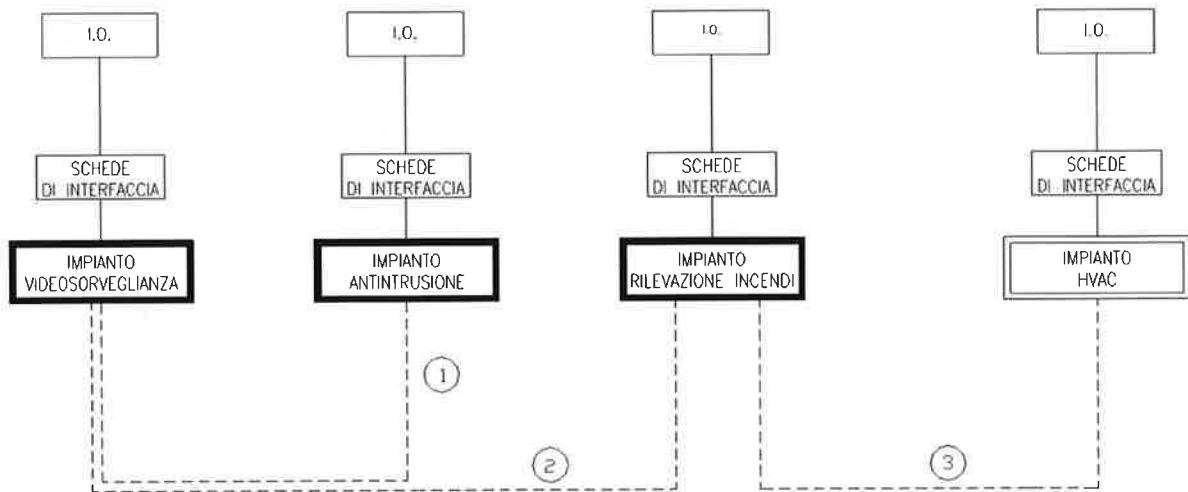 I.O.
I.O.
I.O.
I.O.
SCHEDE
DI INTERFACCIA
SCHEDE
DI INTERFACCIA
SCHEDE
DI INTERFACCIA
SCHEDE
DI INTERFACCIA
IMPIANTO
VIDEOSORVEGLIANZA
IMPIANTO
ANTINTRUSIONE
IMPIANTO
RILEVAZIONE INCENDI
IMPIANTO
HVAC
1
2
3